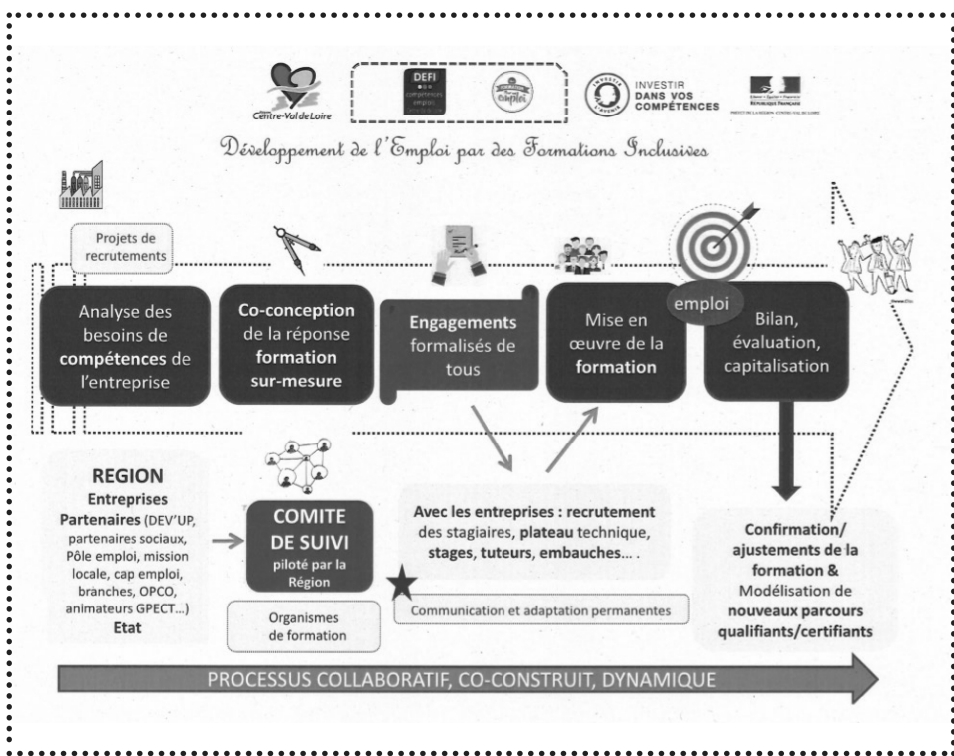 Centre-Val de Loire
DEFI
compétences
emploi
emploi
INVESTIR
DANS VOS
COMPÉTENCES
RÉPUBLIQUE FRANÇAISE
Développement de l'Emploi par des Formations Inclusives
Projets de
recrutements
Analyse des
besoins de
compétences de
l'entreprise
Co-conception
de la réponse
formation
sur-mesure
Engagements
formalisés de
tous
Mise en
œuvre de la
formation
emploi
Bilan,
évaluation,
capitalisation
REGION
Entreprises
Partenaires (DEV'UP,
partenaires sociaux,
Pôle emploi, mission
locale, cap emploi,
branches, OPCO,
animateurs GPECT...)
Etat
COMITE
DE SUIVI
piloté par la
Région
Organismes
de formation
Avec les entreprises : recrutement
des stagiaires, plateau technique,
stages, tuteurs, embauches... .
Communication et adaptation permanentes
Confirmation/
ajustements de la
formation &
Modélisation de
nouveaux parcours
qualifiants/certifiants
PROCESSUS COLLABORATIF, CO-CONSTRUIT, DYNAMIQUE